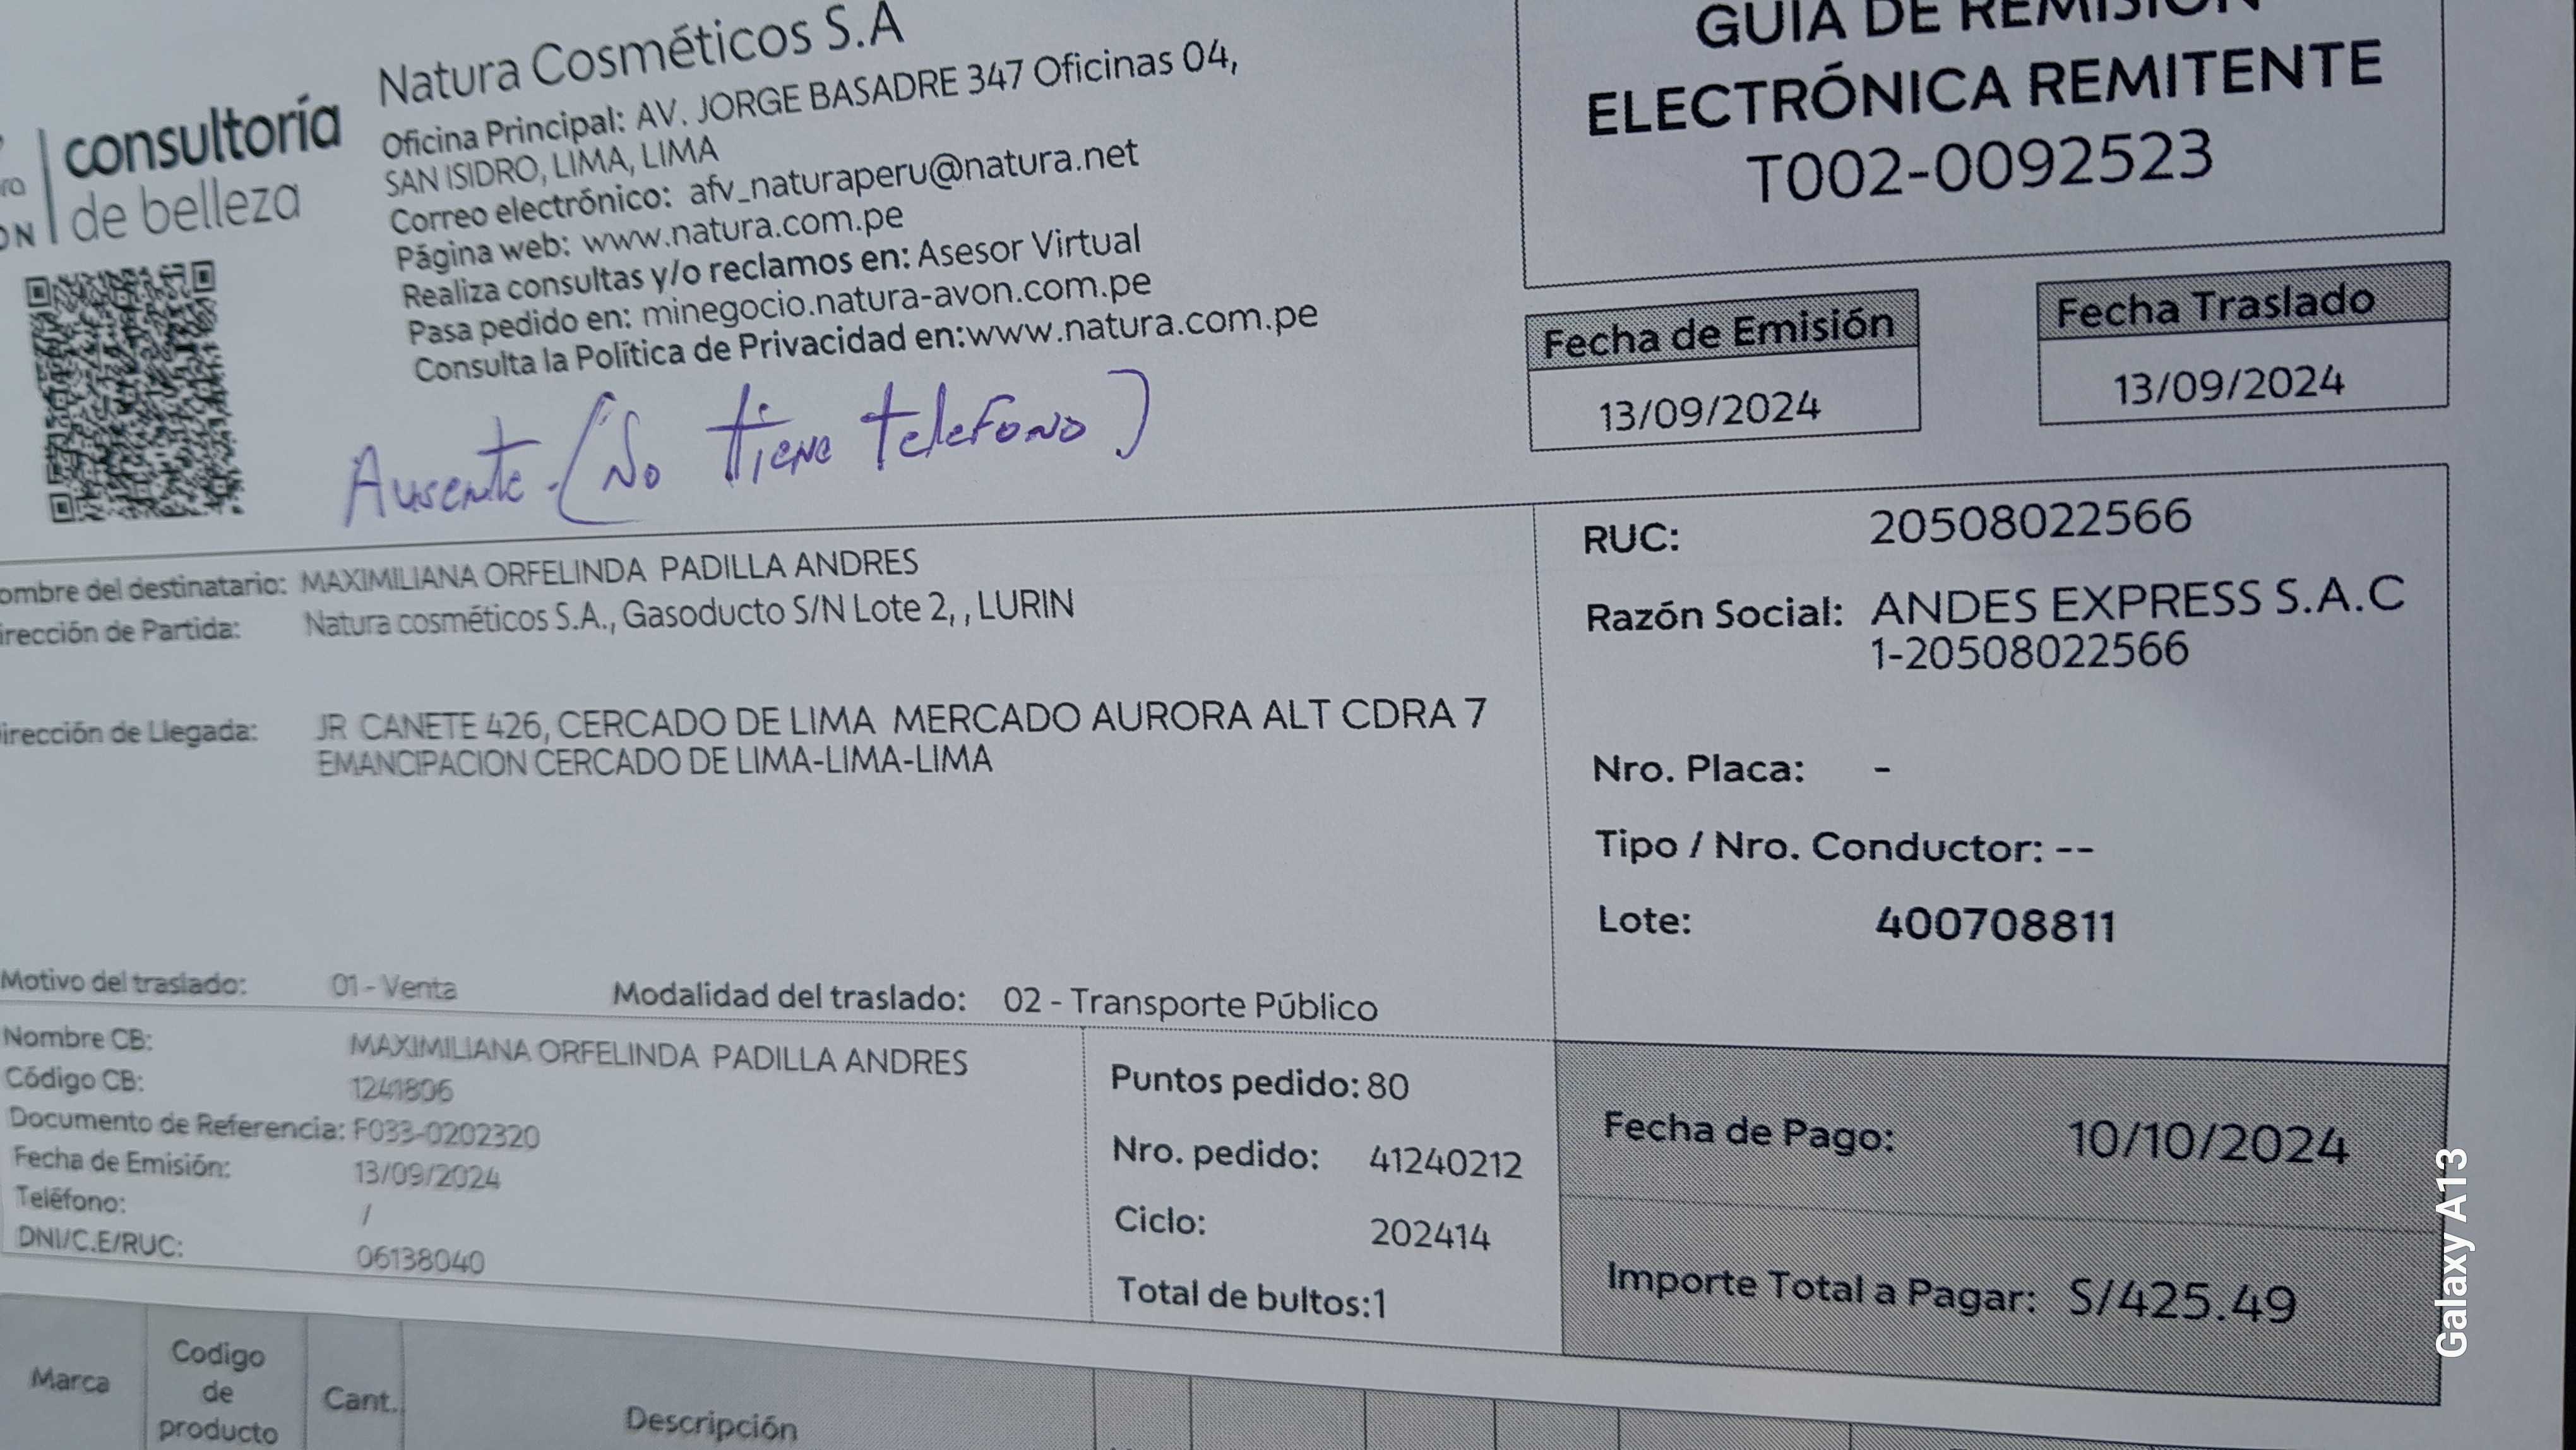 consultoría
de belleza
Natura Cosméticos S.A
Oficina Principal: AV. JORGE BASADRE 347 Oficinas 04,
SAN ISIDRO, LIMA, LIMA
Correo electrónico: afv_naturaperu@natura.net
Página web: www.natura.com.pe
Realiza consultas y/o reclamos en: Asesor Virtual
Pasa pedido en: minegocio.natura-avon.com.pe
Consulta la Política de Privacidad en:www.natura.com.pe
GUIA DE REMISION
ELECTRÓNICA REMITENTE
T002-0092523
Fecha de Emisión
13/09/2024
Fecha Traslado
13/09/2024
Ausente. (No tiene telefono)
ombre del destinatario: MAXIMILIANA ORFELINDA PADILLA ANDRES
irección de Partida: Natura cosméticos S.A., Gasoducto S/N Lote 2, , LURIN
irección de Llegada: JR CANETE 426, CERCADO DE LIMA MERCADO AURORA ALT CDRA 7
EMANCIPACION CERCADO DE LIMA-LIMA-LIMA
Motivo del traslado: 01 - Venta Modalidad del traslado: 02 - Transporte Público
RUC: 20508022566
Razón Social: ANDES EXPRESS S.A.C
1-20508022566
Nro. Placa: -
Tipo / Nro. Conductor: --
Lote: 400708811
Nombre CB: MAXIMILIANA ORFELINDA PADILLA ANDRES
Código CB: 1241806
Documento de Referencia: F033-0202320
Fecha de Emisión: 13/09/2024
Teléfono: /
DNI/C.E/RUC: 06138040
Puntos pedido: 80
Nro. pedido: 41240212
Ciclo: 202414
Total de bultos:1
Fecha de Pago: 10/10/2024
Importe Total a Pagar: S/425.49
Marca
Codigo
de
producto
Cant.
Descripción
Galaxy A13